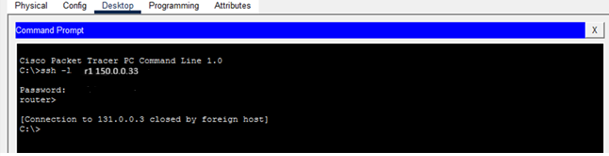 Physical Config Desktop Programming Attributes
Command Prompt X
Cisco Packet Tracer PC Command Line 1.0
C:\>ssh -l r1 150.0.0.33
Password:
router>
[Connection to 131.0.0.3 closed by foreign host]
C:\>